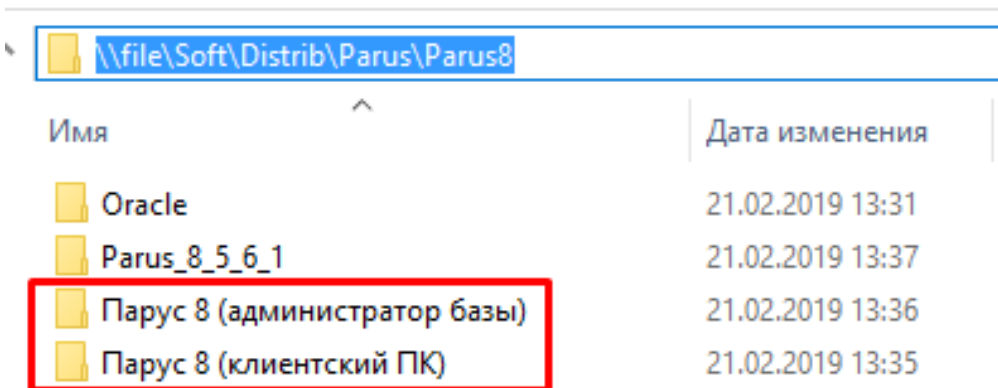 \\file\Soft\Distrib\Parus\Parus8
Имя Дата изменения
Oracle 21.02.2019 13:31
Parus_8_5_6_1 21.02.2019 13:37
Парус 8 (администратор базы) 21.02.2019 13:36
Парус 8 (клиентский ПК) 21.02.2019 13:35